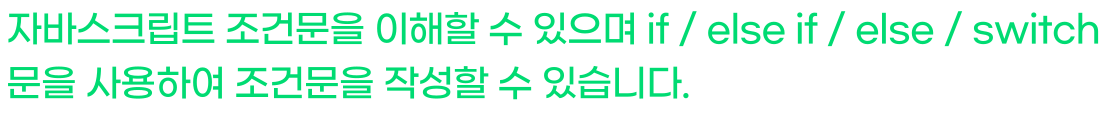 자바스크립트 조건문을 이해할 수 있으며 if / else if / else / switch
문을 사용하여 조건문을 작성할 수 있습니다.